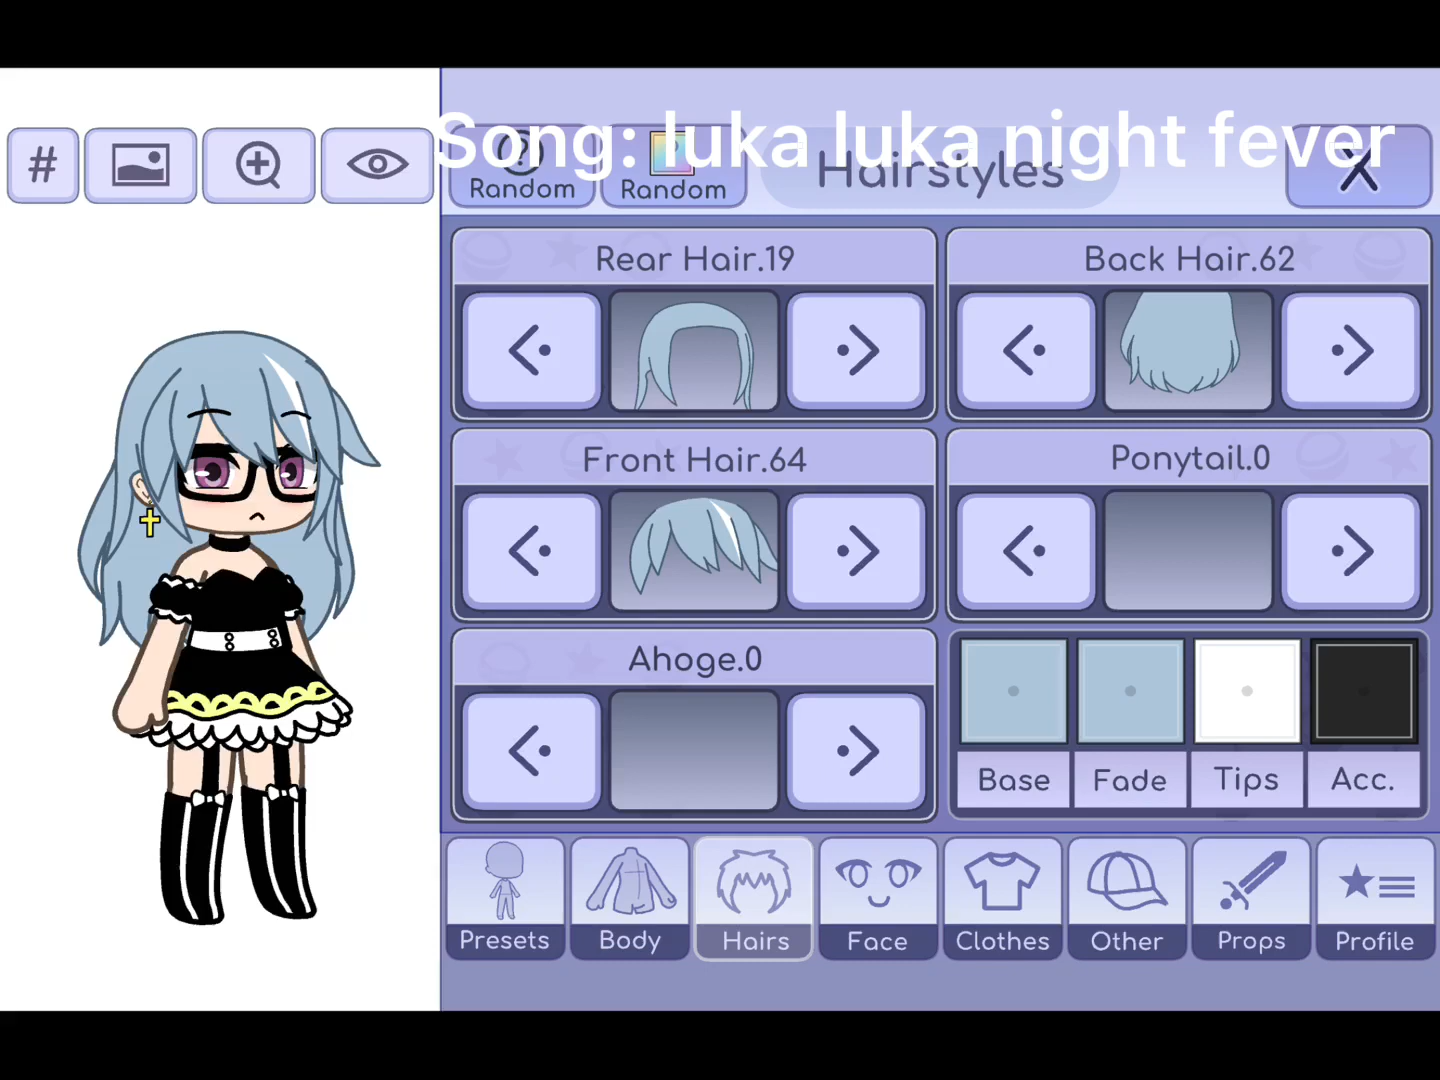 Song: luka luka night fever
#
Random
Random
Hairstyles
X
Rear Hair.19
Back Hair.62
Front Hair.64
Ponytail.0
Ahoge.0
Base
Fade
Tips
Acc.
Presets
Body
Hairs
Face
Clothes
Other
Props
Profile